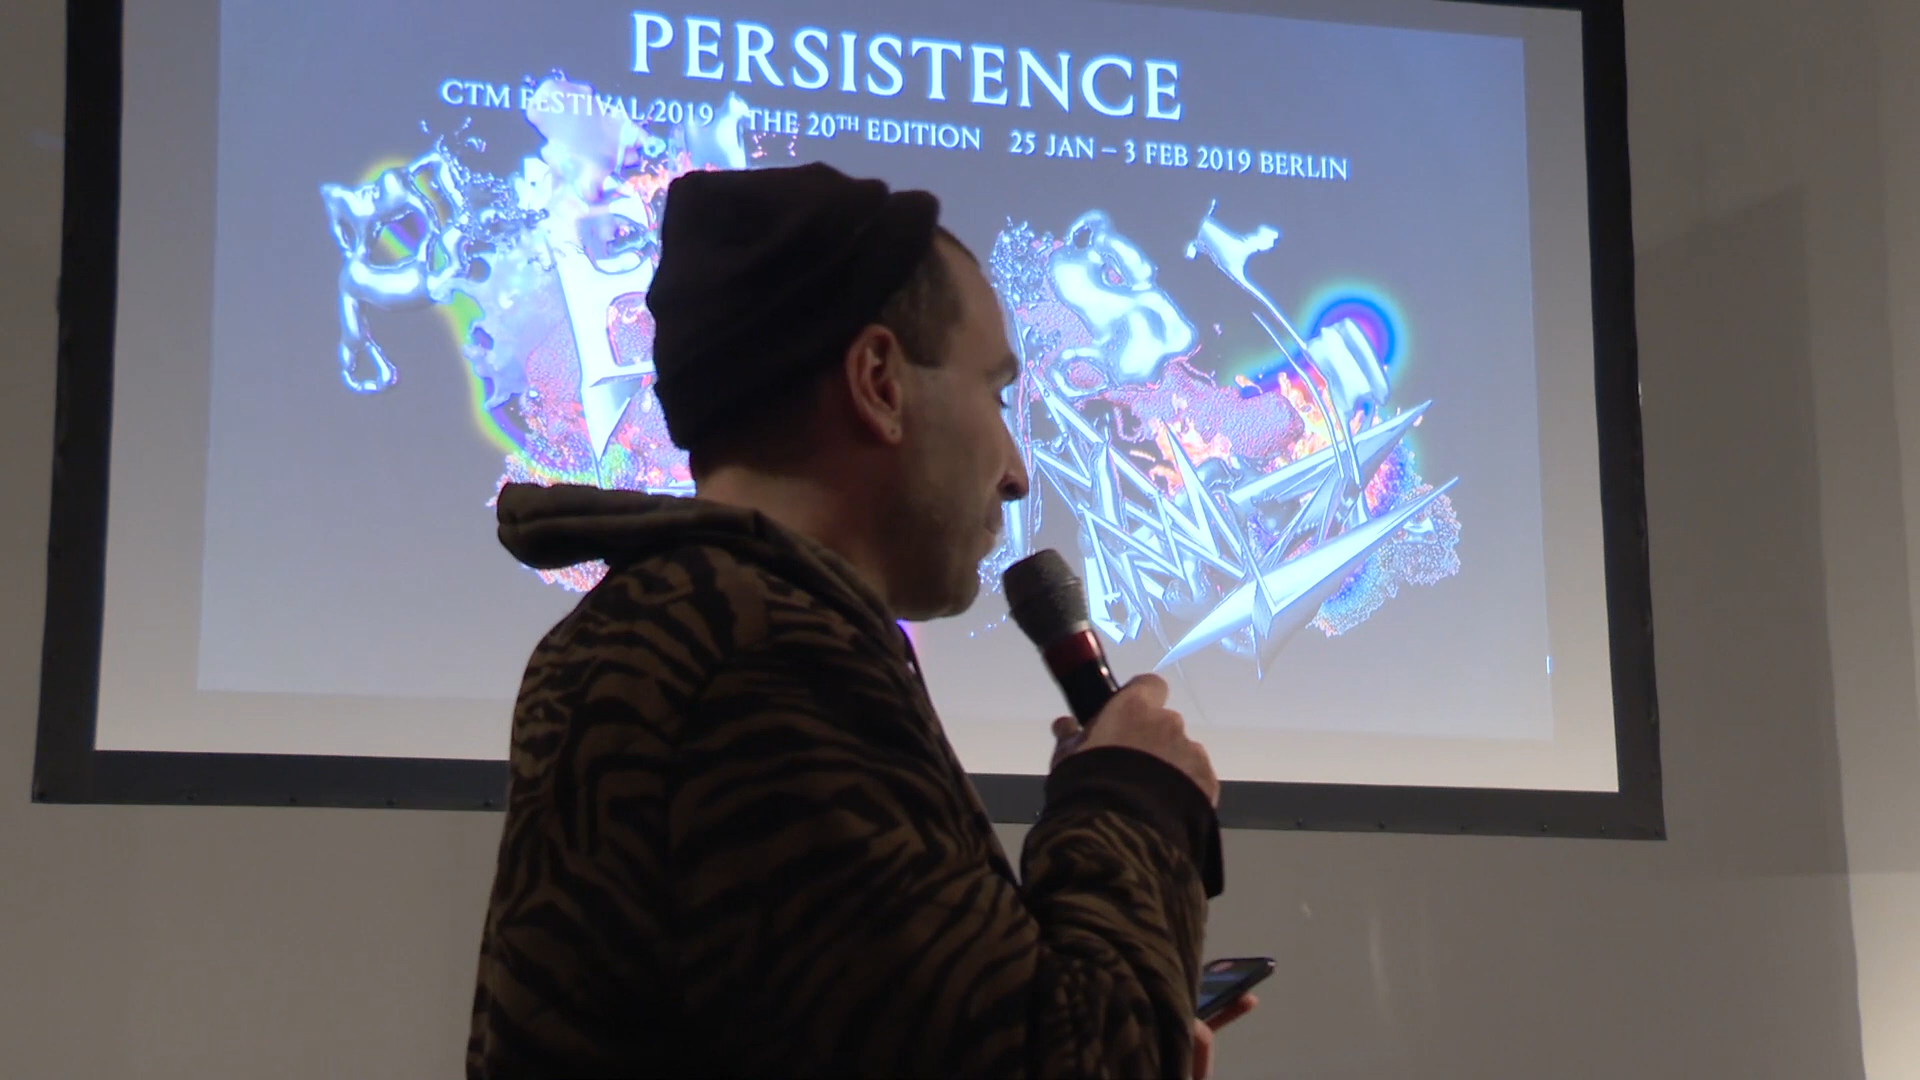 PERSISTENCE
CTM FESTIVAL 2019 THE 20TH EDITION 25 JAN – 3 FEB 2019 BERLIN